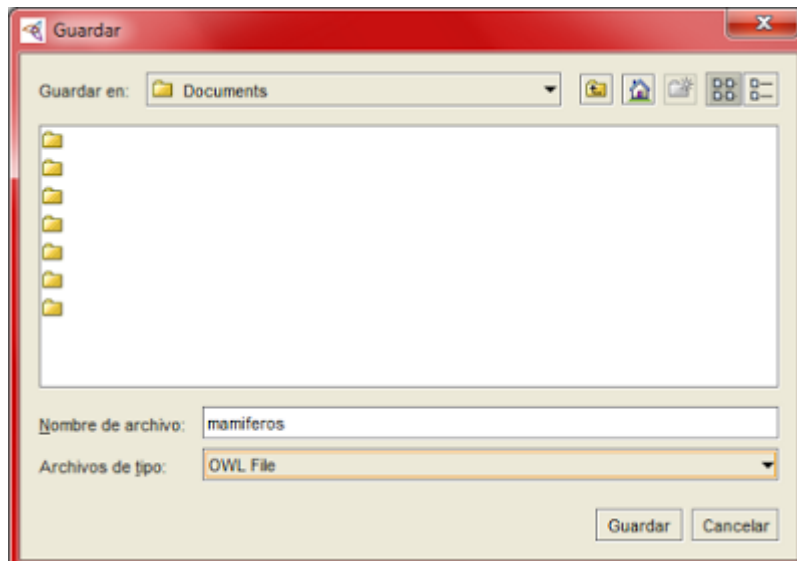 Guardar
Guardar en: Documents
Nombre de archivo: mamiferos
Archivos de tipo: OWL File
Guardar Cancelar